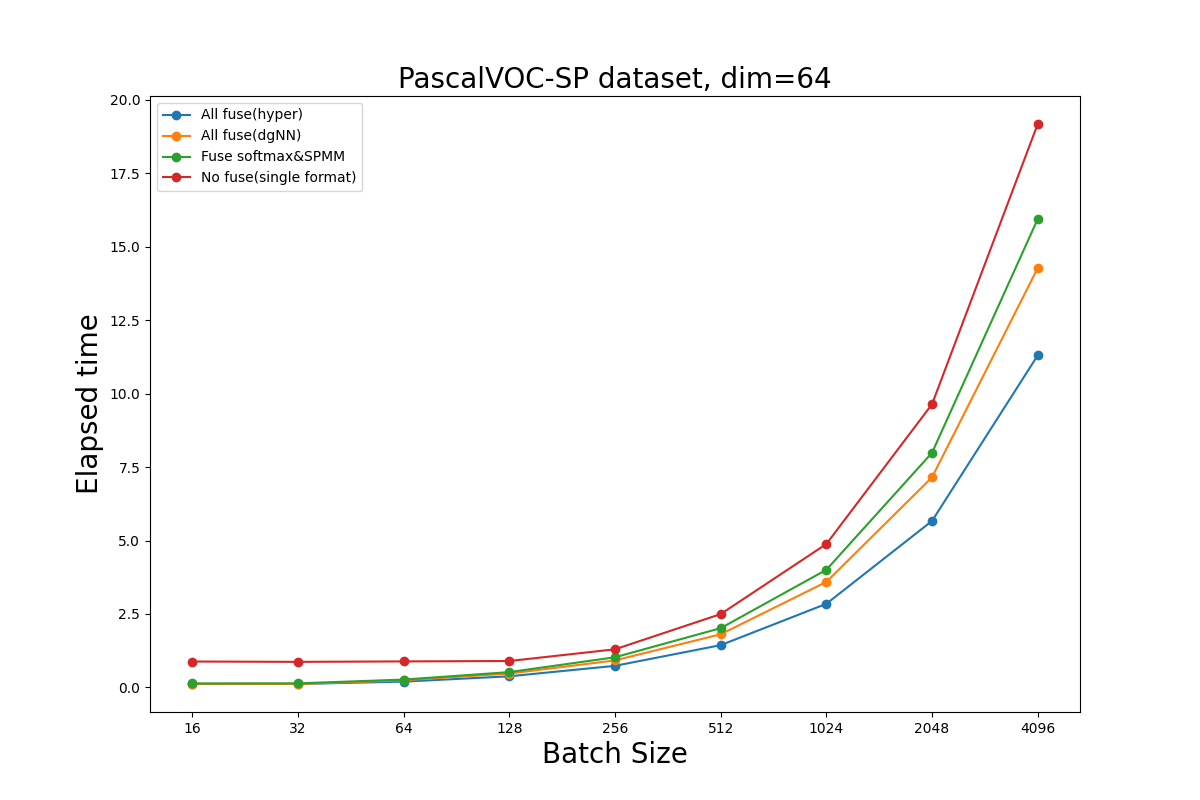 PascalVOC-SP dataset, dim=64
All fuse(hyper)
All fuse(dgNN)
Fuse softmax&SPMM
No fuse(single format)
20.0
17.5
15.0
12.5
10.0
7.5
5.0
2.5
0.0
Elapsed time
16 32 64 128 256 512 1024 2048 4096
Batch Size